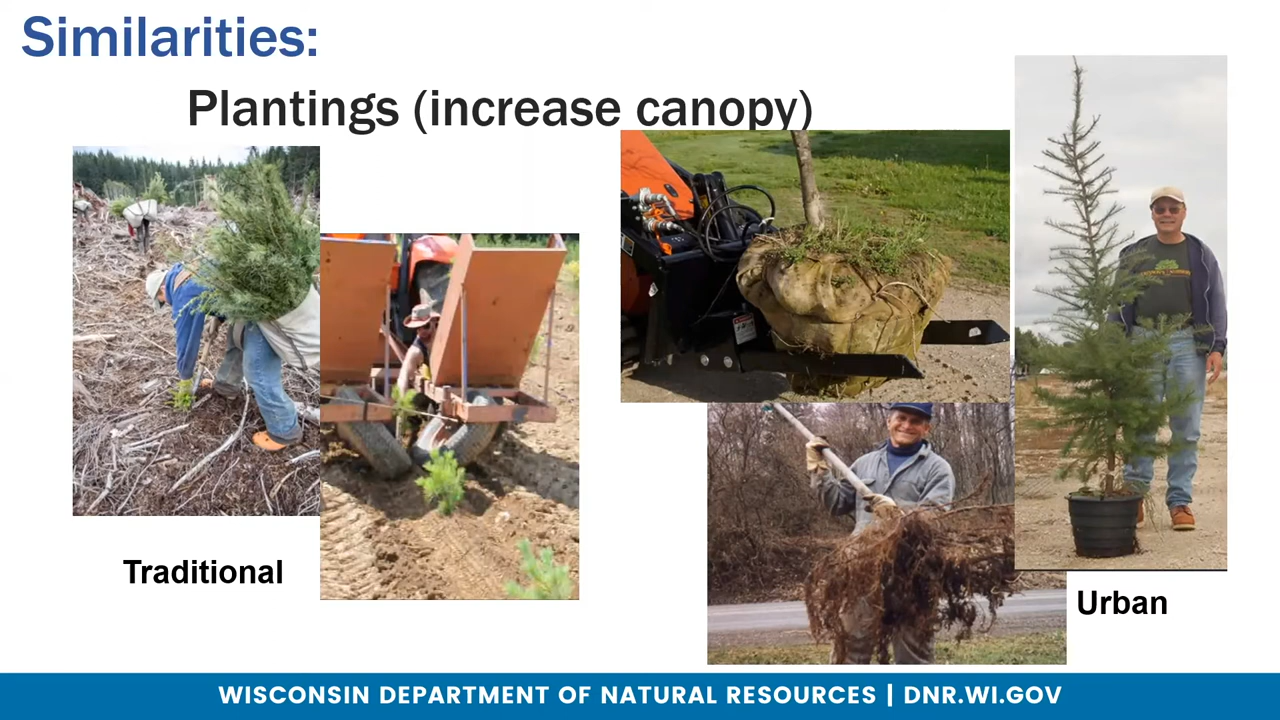 Similarities:
Plantings (increase canopy)
Traditional
Urban
WISCONSIN DEPARTMENT OF NATURAL RESOURCES | DNR.WI.GOV